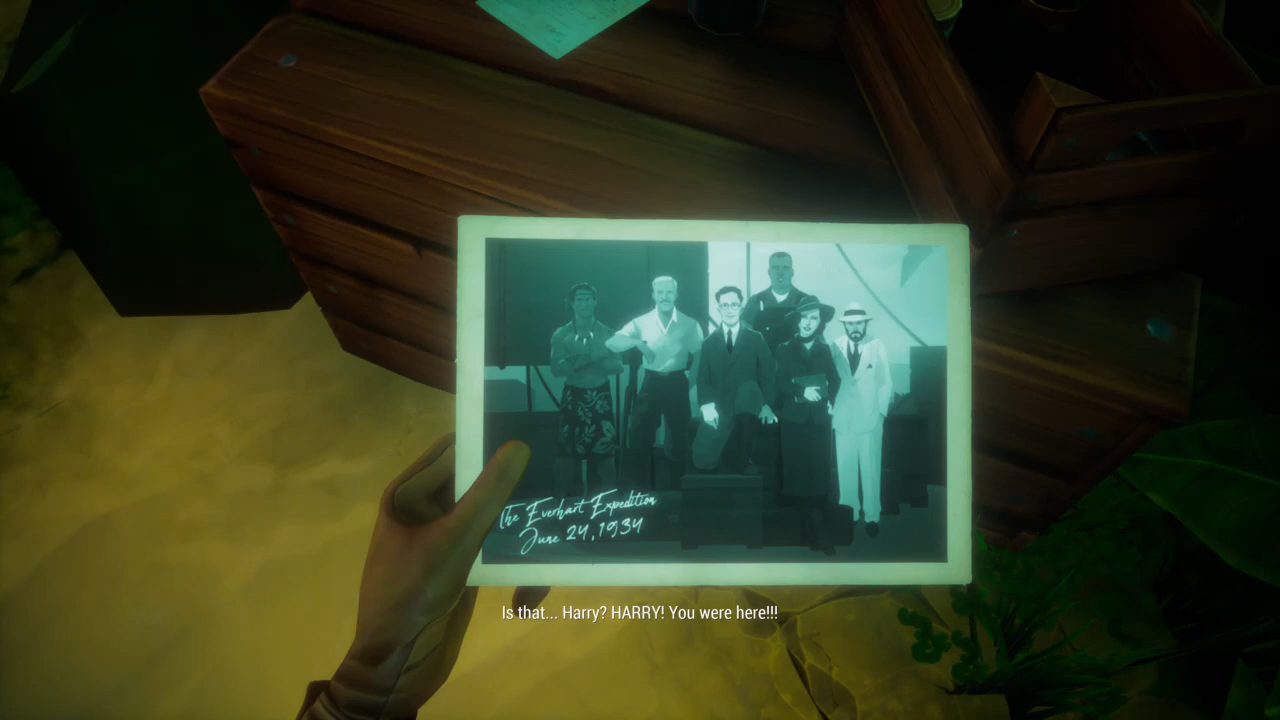 The Everhart Expedition
June 24, 1934
Is that... Harry? HARRY! You were here!!!